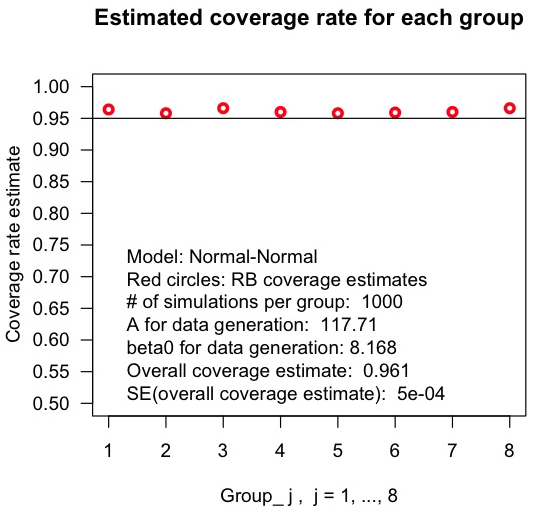 Estimated coverage rate for each group
Coverage rate estimate
1.00
0.95
0.90
0.85
0.80
0.75
0.70
0.65
0.60
0.55
0.50
Model: Normal-Normal
Red circles: RB coverage estimates
# of simulations per group:  1000
A for data generation:  117.71
beta0 for data generation: 8.168
Overall coverage estimate:  0.961
SE(overall coverage estimate):  5e-04
1 2 3 4 5 6 7 8
Group_ j ,  j = 1, ..., 8